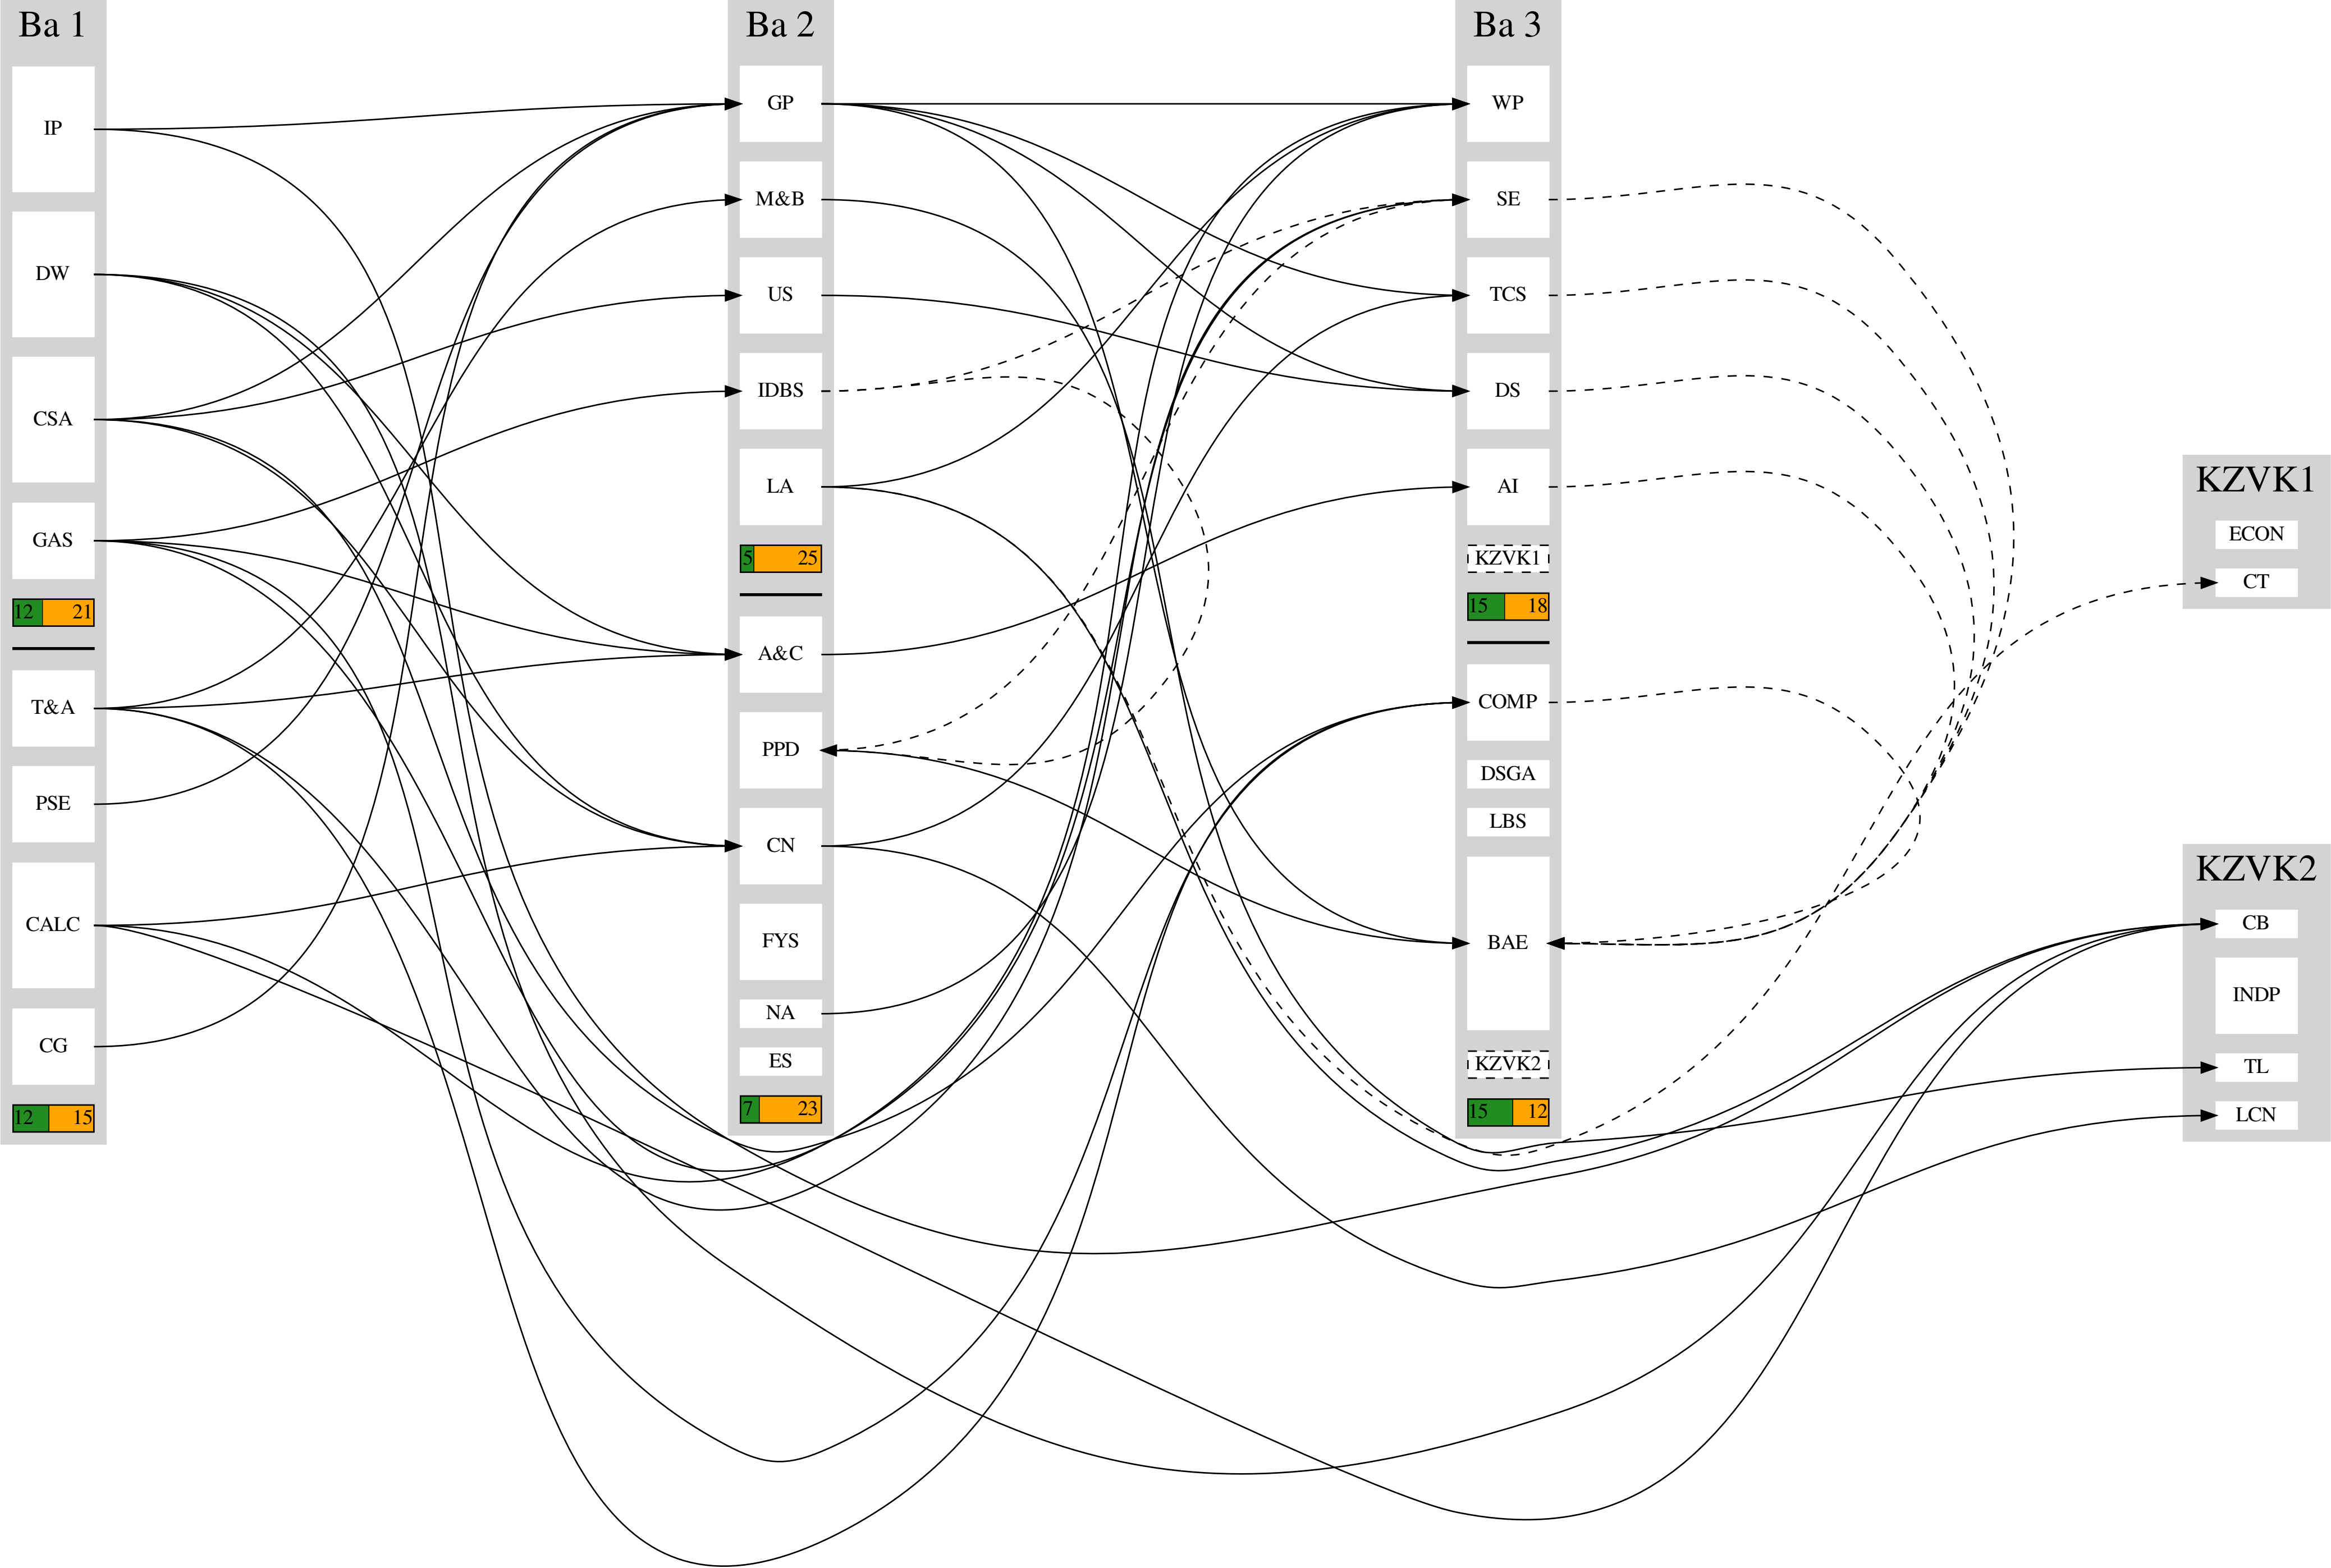 Ba 1
IP
DW
CSA
GAS
12 21
T&A
PSE
CALC
CG
12 15
Ba 2
GP
M&B
US
IDBS
LA
5 25
A&C
PPD
CN
FYS
NA
ES
7 23
Ba 3
WP
SE
TCS
DS
AI
KZVK1
15 18
COMP
DSGA
LBS
BAE
KZVK2
15 12
KZVK1
ECON
CT
KZVK2
CB
INDP
TL
LCN